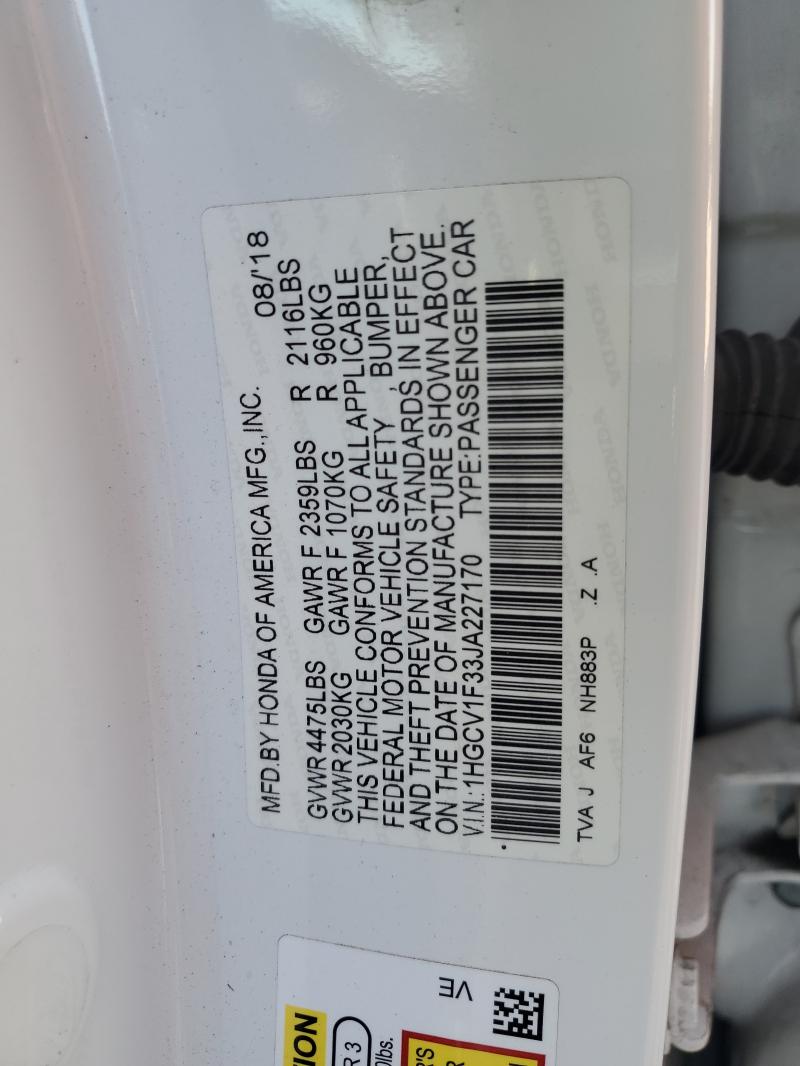 MFD.BY HONDA OF AMERICA MFG.,INC. 08/'18
GVWR 4475LBS GAWR F 2359LBS R 2116LBS
GVWR 2030KG GAWR F 1070KG R 960KG
THIS VEHICLE CONFORMS TO ALL APPLICABLE
FEDERAL MOTOR VEHICLE SAFETY, BUMPER,
AND THEFT PREVENTION STANDARDS IN EFFECT
ON THE DATE OF MANUFACTURE SHOWN ABOVE.
V.I.N.:1HGCV1F33JA227170 TYPE:PASSENGER CAR
TVA J AF6 NH883P .Z .A
VE